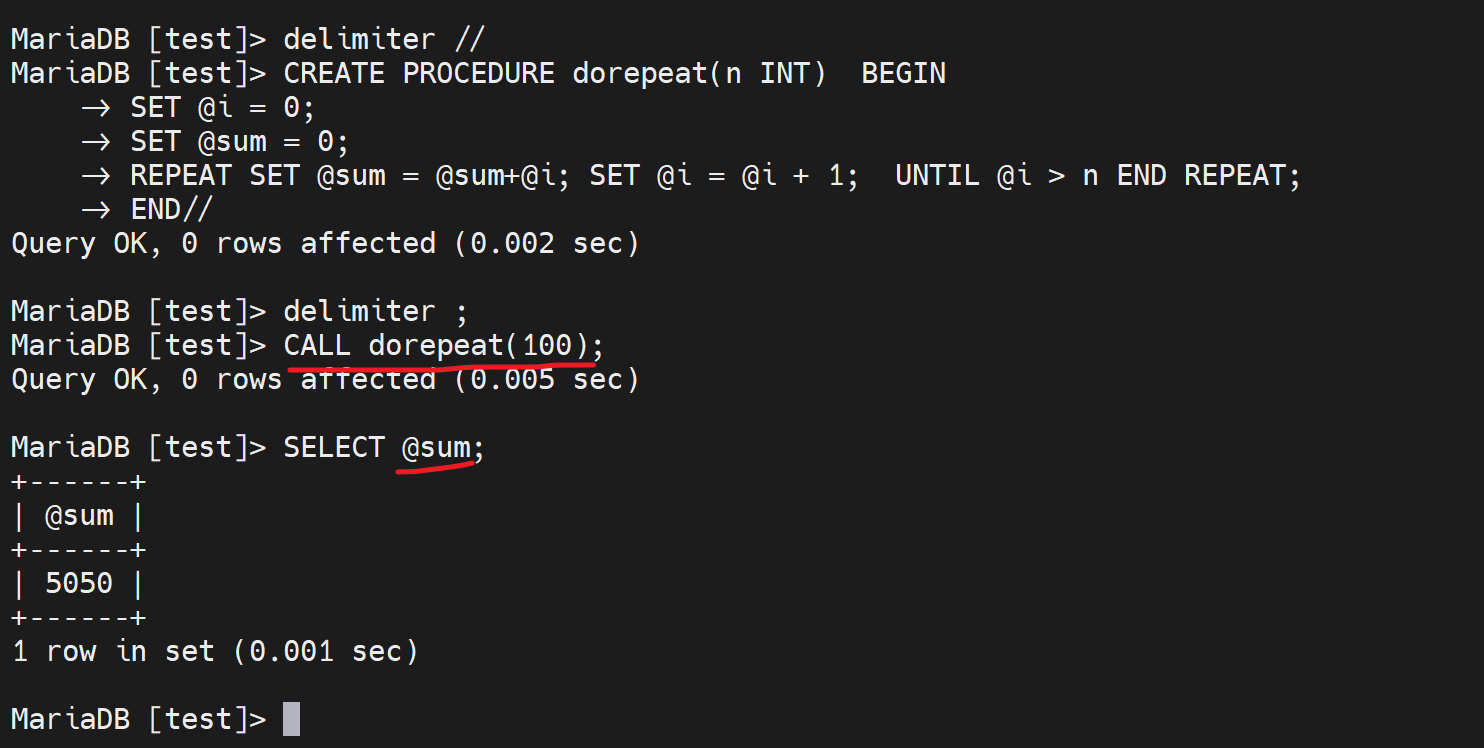 MariaDB [test]> delimiter //
MariaDB [test]> CREATE PROCEDURE dorepeat(n INT)  BEGIN
    -> SET @i = 0;
    -> SET @sum = 0;
    -> REPEAT SET @sum = @sum+@i; SET @i = @i + 1;  UNTIL @i > n END REPEAT;
    -> END//
Query OK, 0 rows affected (0.002 sec)

MariaDB [test]> delimiter ;
MariaDB [test]> CALL dorepeat(100);
Query OK, 0 rows affected (0.005 sec)

MariaDB [test]> SELECT @sum;
+------+
| @sum |
+------+
| 5050 |
+------+
1 row in set (0.001 sec)

MariaDB [test]>